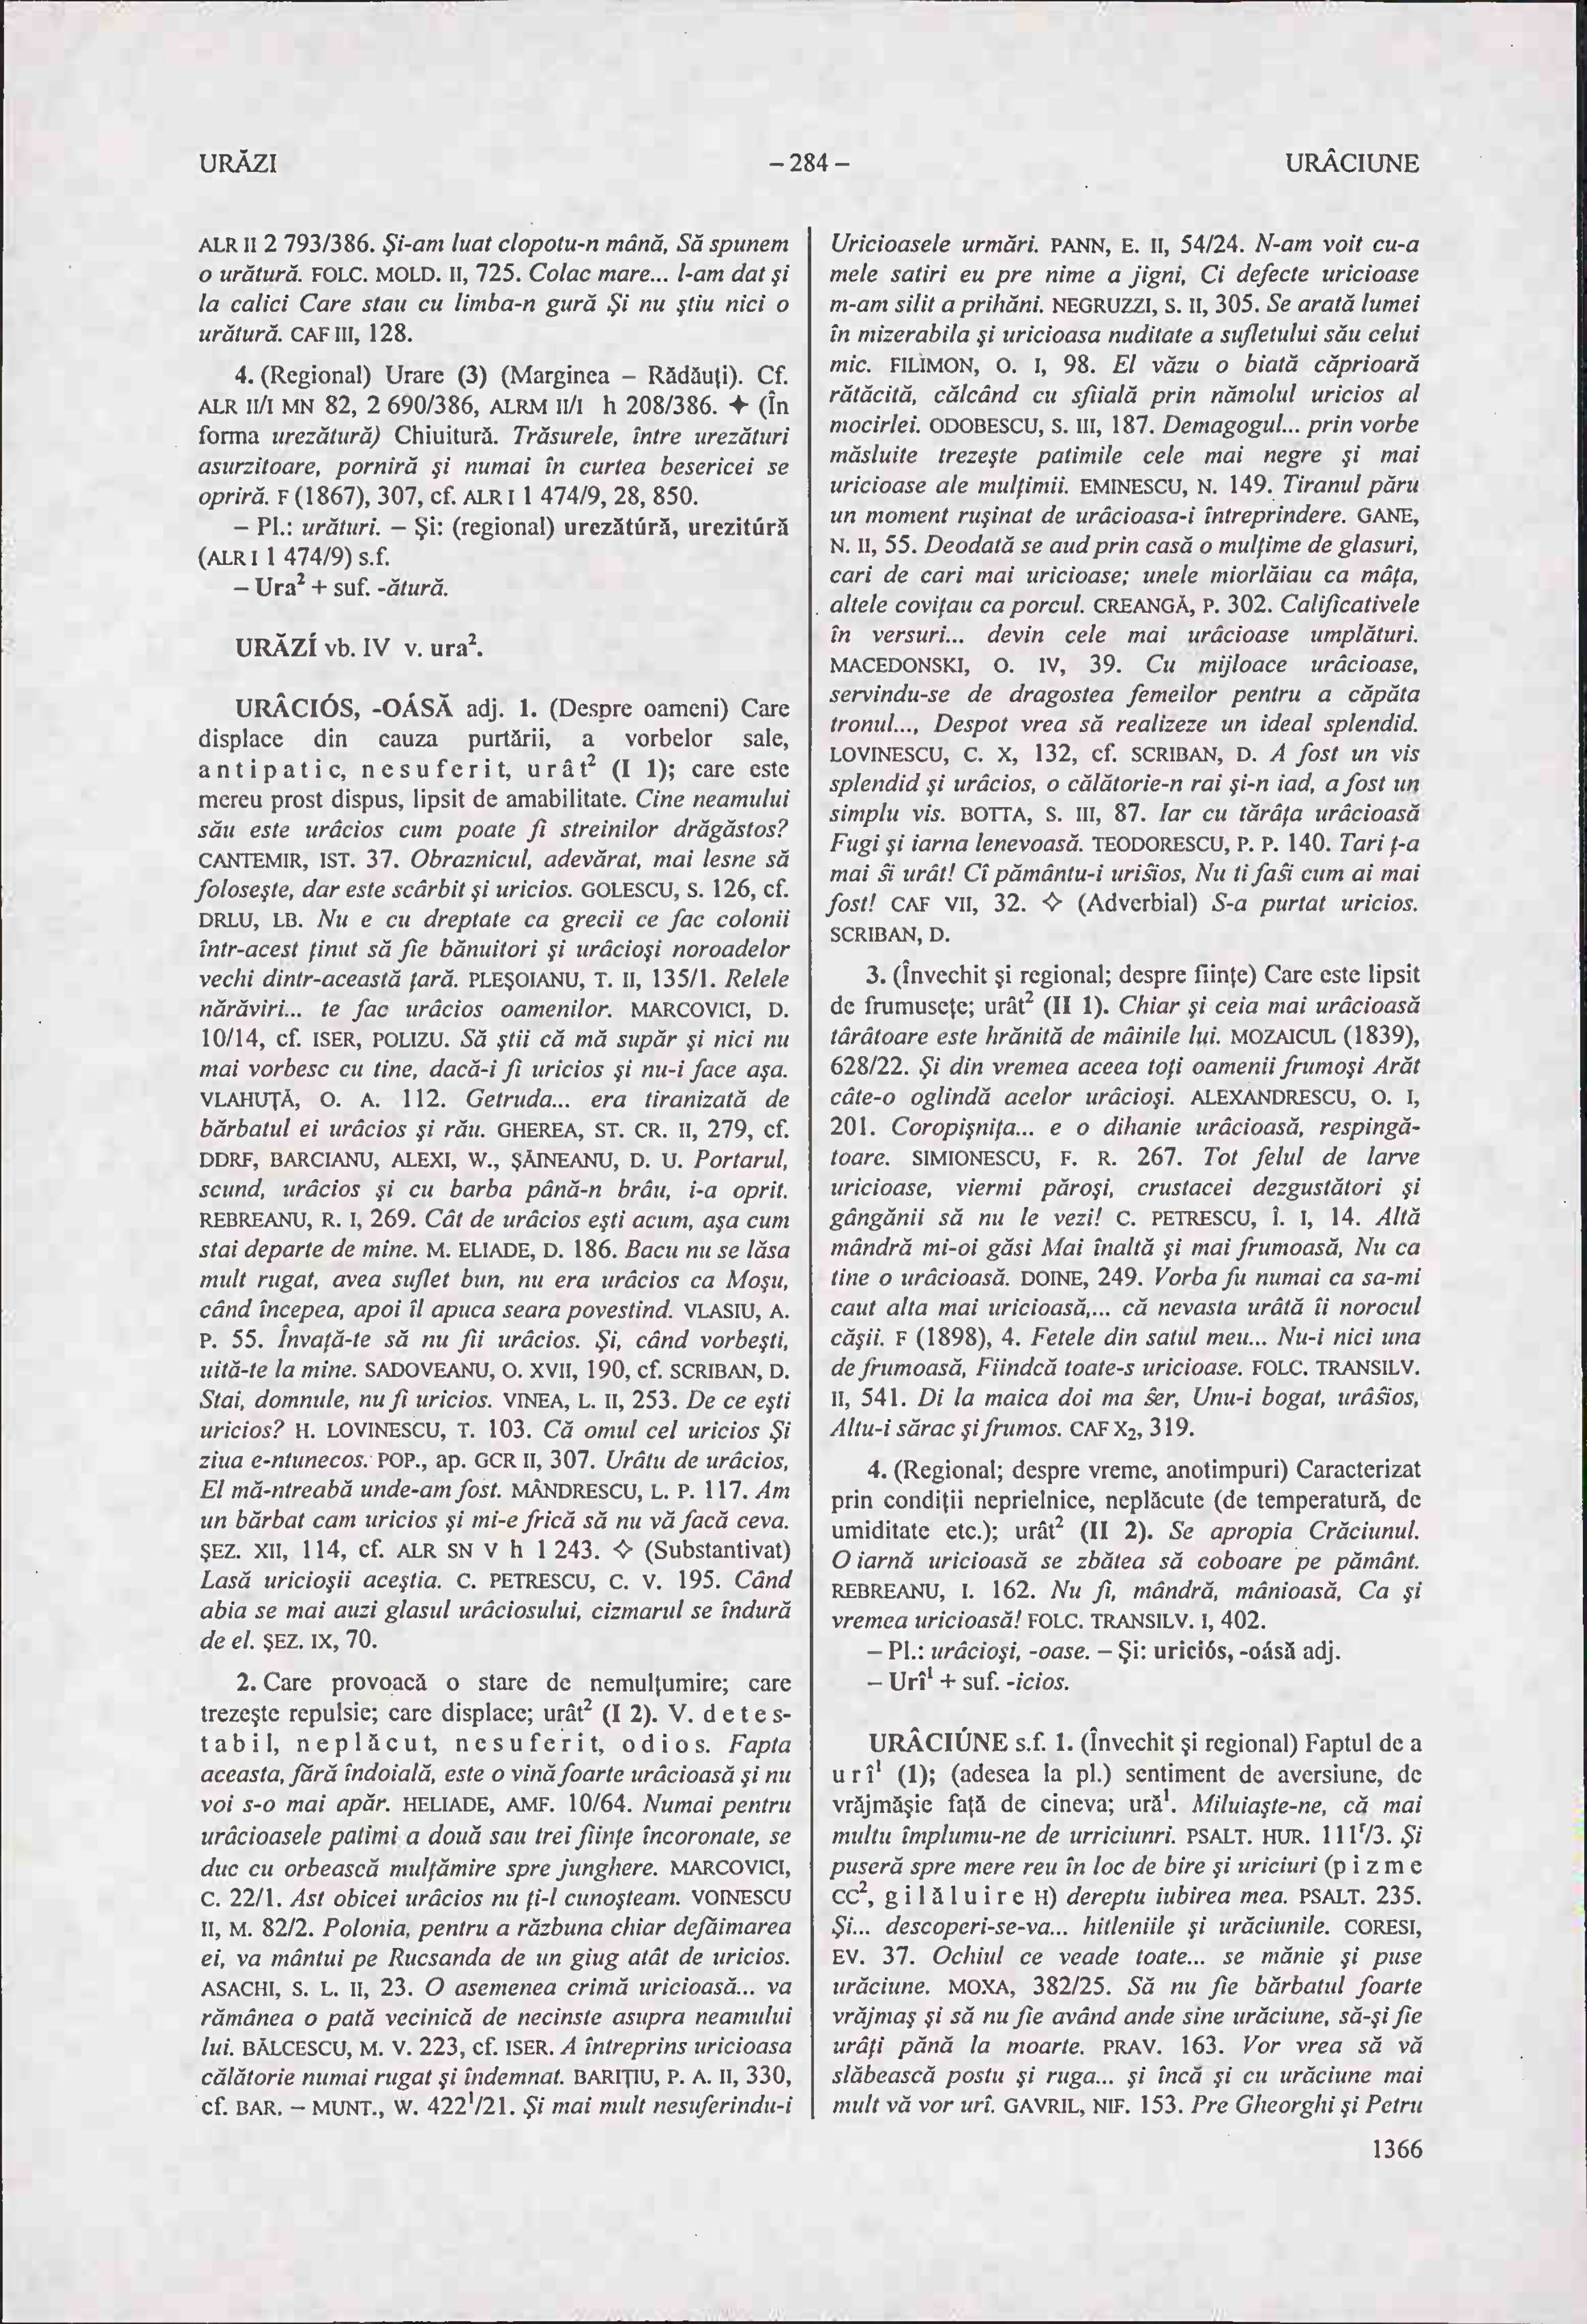 URĂZI
– 284 –
URÂCIUNE
ALR II 2 793/386. Şi-am luat clopotu-n mână, Să spunem
o urătură. FOLC. MOLD. II, 725. Colac mare... l-am dat şi
la calici Care stau cu limba-n gură Şi nu ştiu nici o
urătură. CAF III, 128.
4. (Regional) Urare (3) (Marginea – Rădăuţi). Cf.
ALR II/I MN 82, 2 690/386, ALRM II/I h 208/386. ✦ (În
forma urezătură) Chiuitură. Trăsurele, între urezături
asurzitoare, porniră şi numai în curtea besericei se
opriră. F (1867), 307, cf. ALR I 1 474/9, 28, 850.
– Pl.: urături. – Şi: (regional) urezătúră, urezitúră
(ALR I 1 474/9) s.f.
– Ura² + suf. -ătură.
URĂZÍ vb. IV v. ura².
URÂCIÓS, -OÁSĂ adj. 1. (Despre oameni) Care
displace din cauza purtării, a vorbelor sale,
antipatic, nesuferit, urât² (I 1); care este
mereu prost dispus, lipsit de amabilitate. Cine neamului
său este urâcios cum poate fi streinilor drăgăstos?
CANTEMIR, IST. 37. Obraznicul, adevărat, mai lesne să
foloseşte, dar este scârbit şi uricios. GOLESCU, S. 126, cf.
DRLU, LB. Nu e cu dreptate ca grecii ce fac colonii
într-acest ţinut să fie bănuitori şi urâcioşi noroadelor
vechi dintr-această ţară. PLEŞOIANU, T. II, 135/1. Relele
nărăviri... te fac urâcios oamenilor. MARCOVICI, D.
10/14, cf. ISER, POLIZU. Să ştii că mă supăr şi nici nu
mai vorbesc cu tine, dacă-i fi uricios şi nu-i face aşa.
VLAHUŢĂ, O. A. 112. Getruda... era tiranizată de
bărbatul ei urâcios şi rău. GHEREA, ST. CR. II, 279, cf.
DDRF, BARCIANU, ALEXI, W., ŞĂINEANU, D. U. Portarul,
scund, urâcios şi cu barba până-n brâu, i-a oprit.
REBREANU, R. I, 269. Cât de urâcios eşti acum, aşa cum
stai departe de mine. M. ELIADE, D. 186. Bacu nu se lăsa
mult rugat, avea suflet bun, nu era urâcios ca Moşu,
când începea, apoi îl apuca seara povestind. VLASIU, A.
P. 55. Învaţă-te să nu fii urâcios. Şi, când vorbeşti,
uită-te la mine. SADOVEANU, O. XVII, 190, cf. SCRIBAN, D.
Stai, domnule, nu fi uricios. VINEA, L. II, 253. De ce eşti
uricios? H. LOVINESCU, T. 103. Că omul cel uricios Şi
ziua e-ntunecos. POP., ap. GCR II, 307. Urâtu de urâcios,
El mă-ntreabă unde-am fost. MÂNDRESCU, L. P. 117. Am
un bărbat cam uricios şi mi-e frică să nu vă facă ceva.
ŞEZ. XII, 114, cf. ALR SN V h 1 243. ✧ (Substantivat)
Lasă uricioşii aceştia. C. PETRESCU, C. V. 195. Când
abia se mai auzi glasul urâciosului, cizmarul se îndură
de el. ŞEZ. IX, 70.
2. Care provoacă o stare de nemulţumire; care
trezeşte repulsie; care displace; urât² (I 2). V. detes-
tabil, neplăcut, nesuferit, odios. Fapta
aceasta, fără îndoială, este o vină foarte urâcioasă şi nu
voi s-o mai apăr. HELIADE, AMF. 10/64. Numai pentru
urâcioasele patimi a două sau trei fiinţe încoronate, se
duc cu orbească mulţămire spre junghere. MARCOVICI,
C. 22/1. Ast obicei urâcios nu ţi-l cunoşteam. VOINESCU
II, M. 82/2. Polonia, pentru a răzbuna chiar defăimarea
ei, va mântui pe Rucsanda de un giug atât de uricios.
ASACHI, S. L. II, 23. O asemenea crimă uricioasă... va
rămânea o pată vecinică de necinste asupra neamului
lui. BĂLCESCU, M. V. 223, cf. ISER. A întreprins uricioasa
călătorie numai rugat şi îndemnat. BARIŢIU, P. A. II, 330,
cf. BAR. – MUNT., W. 422¹/21. Şi mai mult nesuferindu-i
Uricioasele urmări. PANN, E. II, 54/24. N-am voit cu-a
mele satiri eu pre nime a jigni, Ci defecte uricioase
m-am silit a prihăni. NEGRUZZI, S. II, 305. Se arată lumei
în mizerabila şi uricioasa nuditate a sufletului său celui
mic. FILIMON, O. I, 98. El văzu o biată căprioară
rătăcită, călcând cu sfiială prin nămolul uricios al
mocirlei. ODOBESCU, S. III, 187. Demagogul... prin vorbe
măsluite trezeşte patimile cele mai negre şi mai
uricioase ale mulţimii. EMINESCU, N. 149. Tiranul păru
un moment ruşinat de urâcioasa-i întreprindere. GANE,
N. II, 55. Deodată se aud prin casă o mulţime de glasuri,
cari de cari mai uricioase; unele miorlăiau ca mâţa,
altele coviţau ca porcul. CREANGĂ, P. 302. Calificativele
în versuri... devin cele mai urâcioase umplături.
MACEDONSKI, O. IV, 39. Cu mijloace urâcioase,
servindu-se de dragostea femeilor pentru a căpăta
tronul..., Despot vrea să realizeze un ideal splendid.
LOVINESCU, C. X, 132, cf. SCRIBAN, D. A fost un vis
splendid şi urâcios, o călătorie-n rai şi-n iad, a fost un
simplu vis. BOTTA, S. III, 87. Iar cu tărâţa urâcioasă
Fugi şi iarna lenevoasă. TEODORESCU, P. P. 140. Tari ţ-a
mai śi urât! Cî pământu-i uriśios, Nu ti faśi cum ai mai
fost! CAF VII, 32. ✧ (Adverbial) S-a purtat uricios.
SCRIBAN, D.
3. (Învechit şi regional; despre fiinţe) Care este lipsit
de frumuseţe; urât² (II 1). Chiar şi ceia mai urâcioasă
târâtoare este hrănită de mâinile lui. MOZAICUL (1839),
628/22. Şi din vremea aceea toţi oamenii frumoşi Arăt
câte-o oglindă acelor urâcioşi. ALEXANDRESCU, O. I,
201. Coropişniţa... e o dihanie urâcioasă, respingă-
toare. SIMIONESCU, F. R. 267. Tot felul de larve
uricioase, viermi păroşi, crustacei dezgustători şi
gângănii să nu le vezi! C. PETRESCU, Î. I, 14. Altă
mândră mi-oi găsi Mai înaltă şi mai frumoasă, Nu ca
tine o urâcioasă. DOINE, 249. Vorba fu numai ca sa-mi
caut alta mai uricioasă,... că nevasta urâtă îi norocul
căşii. F (1898), 4. Fetele din satul meu... Nu-i nici una
de frumoasă, Fiindcă toate-s uricioase. FOLC. TRANSILV.
II, 541. Di la maica doi ma śer, Unu-i bogat, urâśios,
Altu-i sărac şi frumos. CAF X₂, 319.
4. (Regional; despre vreme, anotimpuri) Caracterizat
prin condiţii neprielnice, neplăcute (de temperatură, de
umiditate etc.); urât² (II 2). Se apropia Crăciunul.
O iarnă uricioasă se zbătea să coboare pe pământ.
REBREANU, I. 162. Nu fi, mândră, mânioasă, Ca şi
vremea uricioasă! FOLC. TRANSILV. I, 402.
– Pl.: urâcioşi, -oase. – Şi: uriciós, -oásă adj.
– Urî¹ + suf. -icios.
URÂCIÚNE s.f. 1. (Învechit şi regional) Faptul de a
urî¹ (1); (adesea la pl.) sentiment de aversiune, de
vrăjmăşie faţă de cineva; ură¹. Miluiaşte-ne, că mai
multu împlumu-ne de urriciunri. PSALT. HUR. 111ʳ/3. Şi
puseră spre mere reu în loc de bire şi uriciuri (pizme
CC², gilăluire H) dereptu iubirea mea. PSALT. 235.
Şi... descoperi-se-va... hitleniile şi urăciunile. CORESI,
EV. 37. Ochiul ce veade toate... se mănie şi puse
urăciune. MOXA, 382/25. Să nu fie bărbatul foarte
vrăjmaş şi să nu fie având ande sine urăciune, să-şi fie
urâţi până la moarte. PRAV. 163. Vor vrea să vă
slăbească postu şi ruga... şi încă şi cu urăciune mai
mult vă vor urî. GAVRIL, NIF. 153. Pre Gheorghi şi Petru
1366